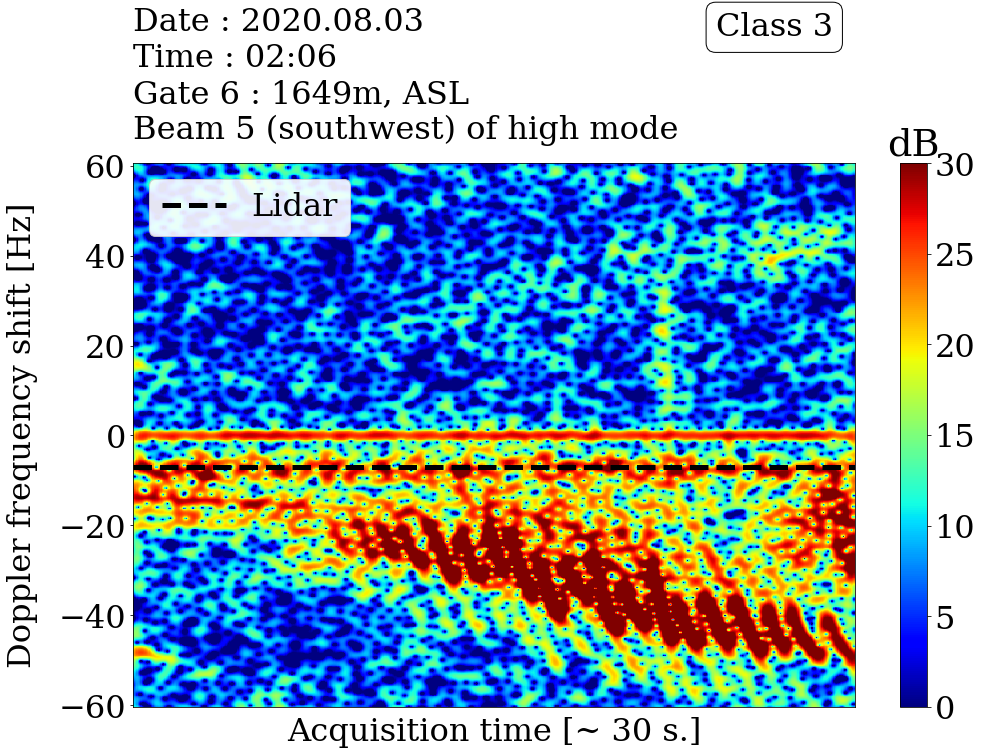 Date : 2020.08.03
Time : 02:06
Gate 6 : 1649m, ASL
Beam 5 (southwest) of high mode
Class 3
dB
Lidar
60
40
20
0
−20
−40
−60
Doppler frequency shift [Hz]
Acquisition time [~ 30 s.]
30
25
20
15
10
5
0